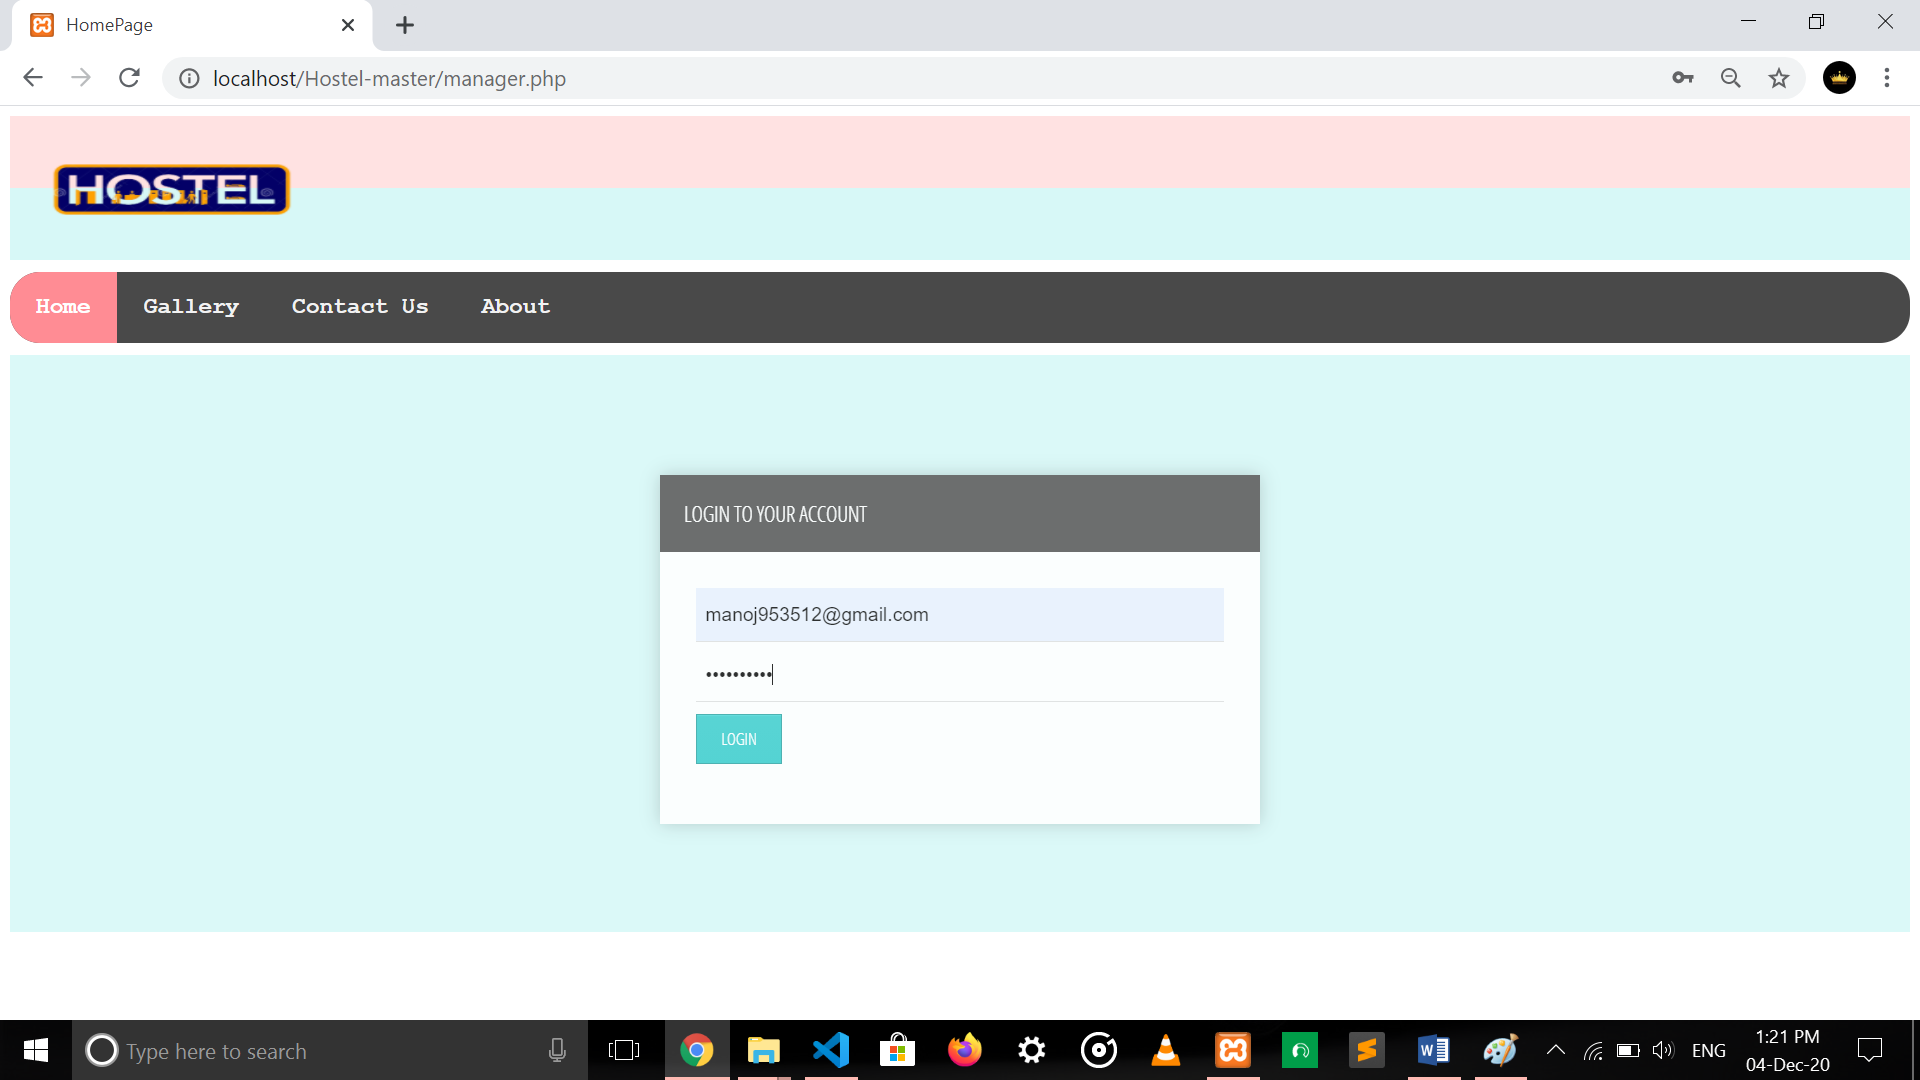 HomePage
localhost/Hostel-master/manager.php
HOSTEL
Home Gallery Contact Us About
LOGIN TO YOUR ACCOUNT
manoj953512@gmail.com
••••••••••
LOGIN
Type here to search
ENG
1:21 PM
04-Dec-20